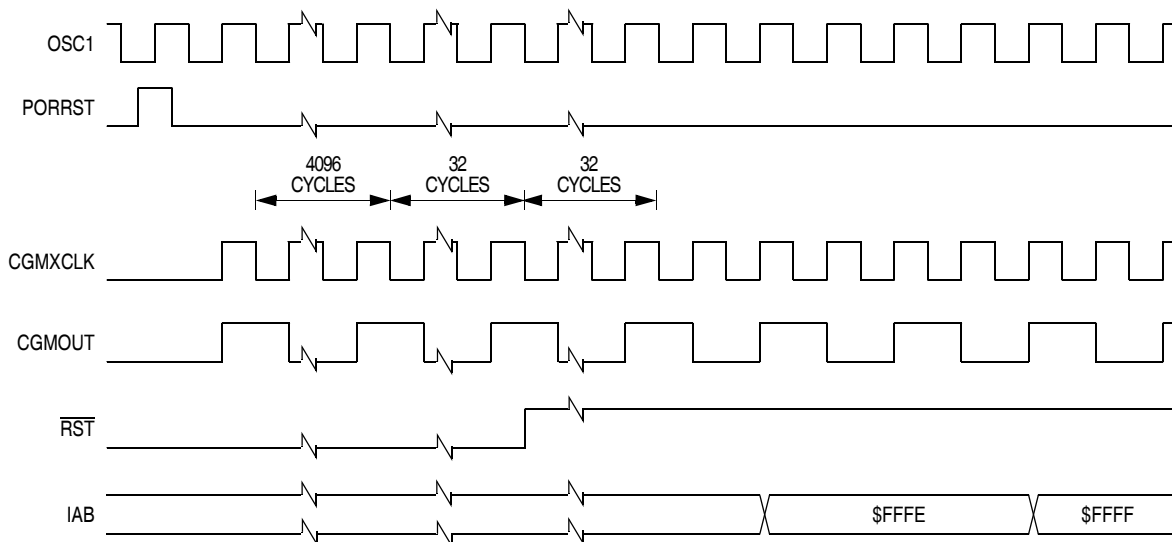 OSC1
PORRST
4096
CYCLES
32
CYCLES
32
CYCLES
CGMXCLK
CGMOUT
RST
IAB
$FFFE
$FFFF